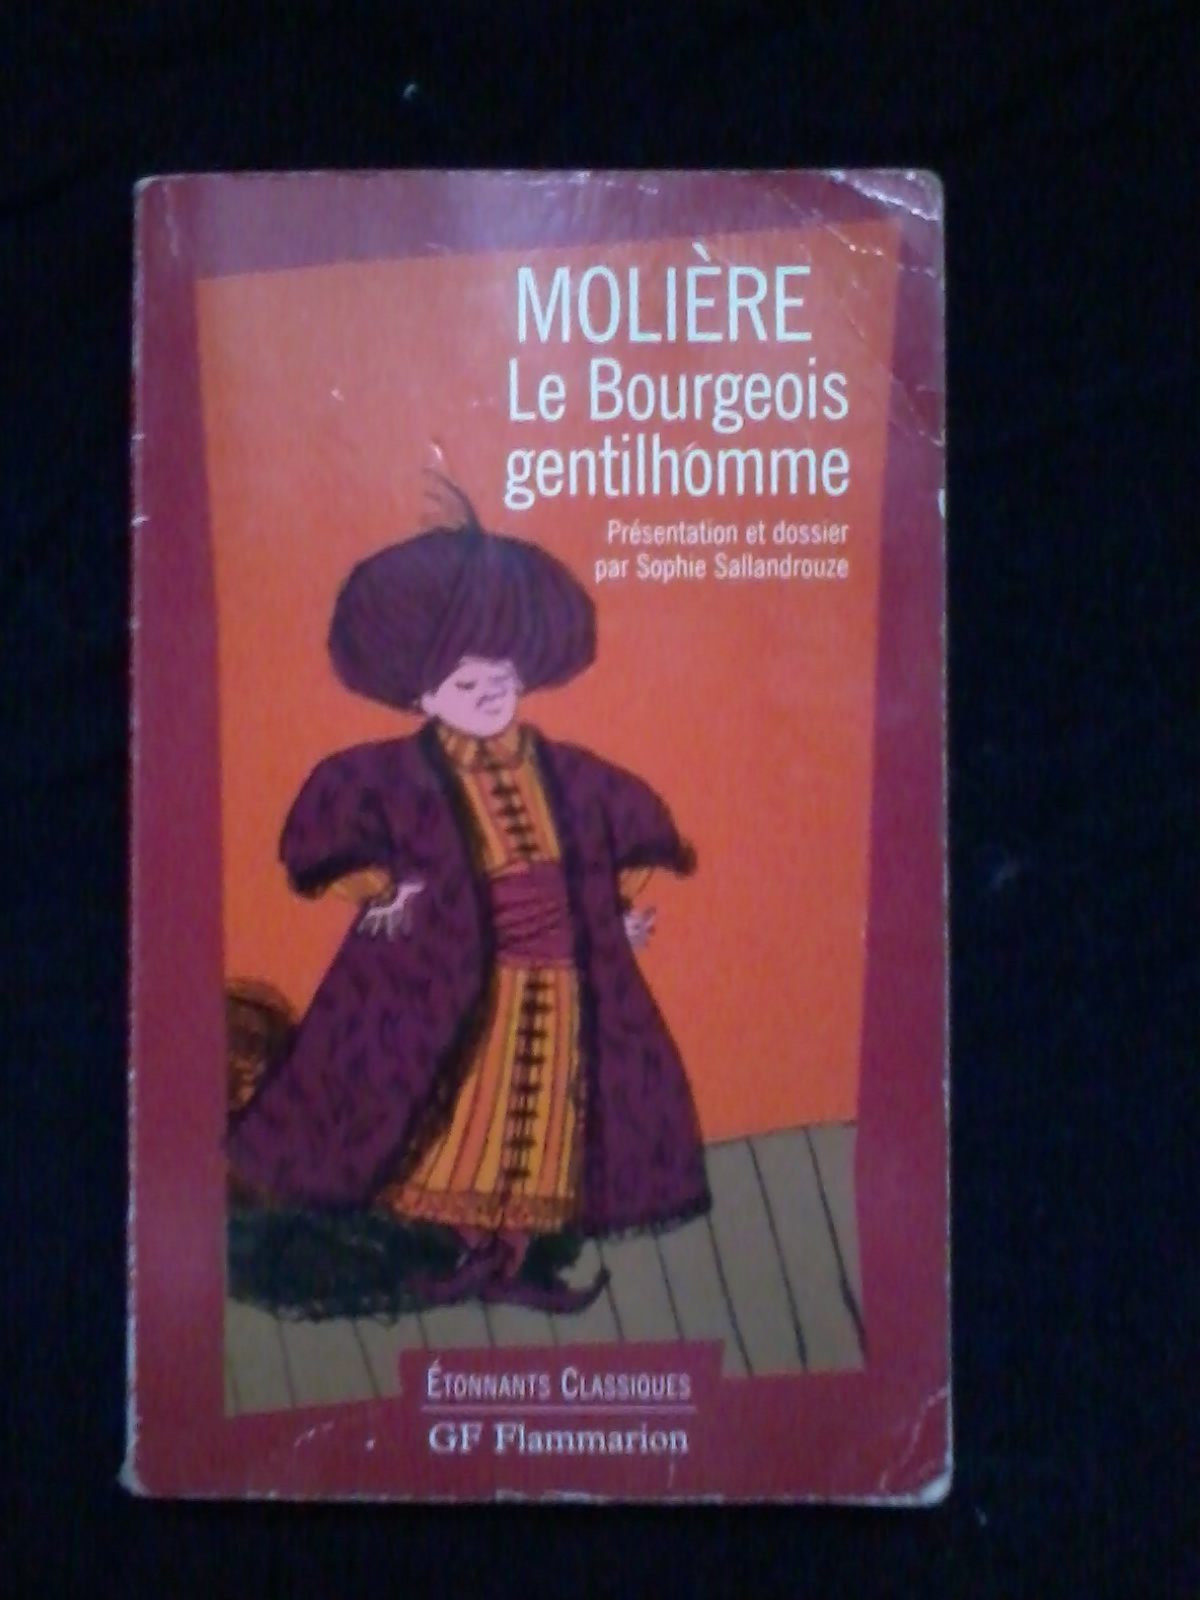 MOLIÈRE
Le Bourgeois
gentilhomme
Présentation et dossier
par Sophie Sallandrouze
ÉTONNANTS CLASSIQUES
GF Flammarion